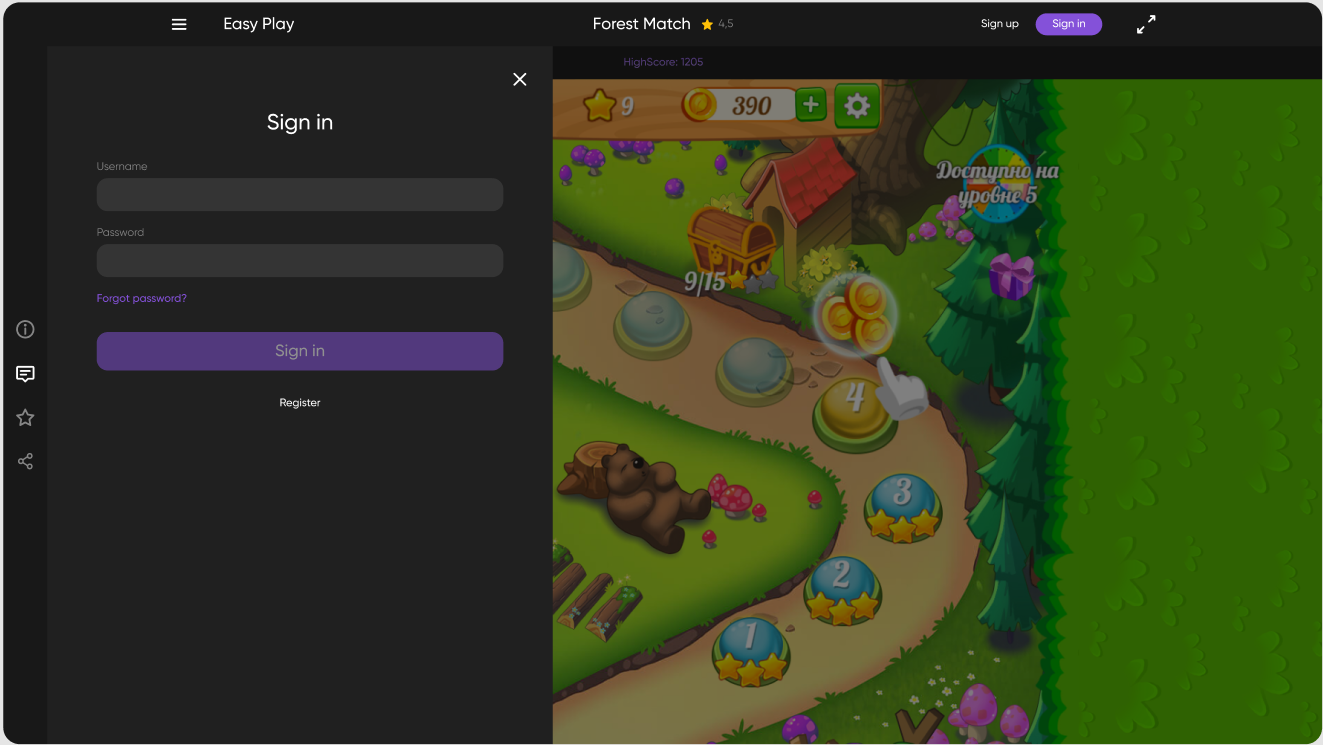 Easy Play
Forest Match
4,5
Sign up
Sign in
HighScore: 1205
Sign in
Username
Password
Forgot password?
Sign in
Register
9
390
Доступно на
уровне 5
9/15
4
3
2
1